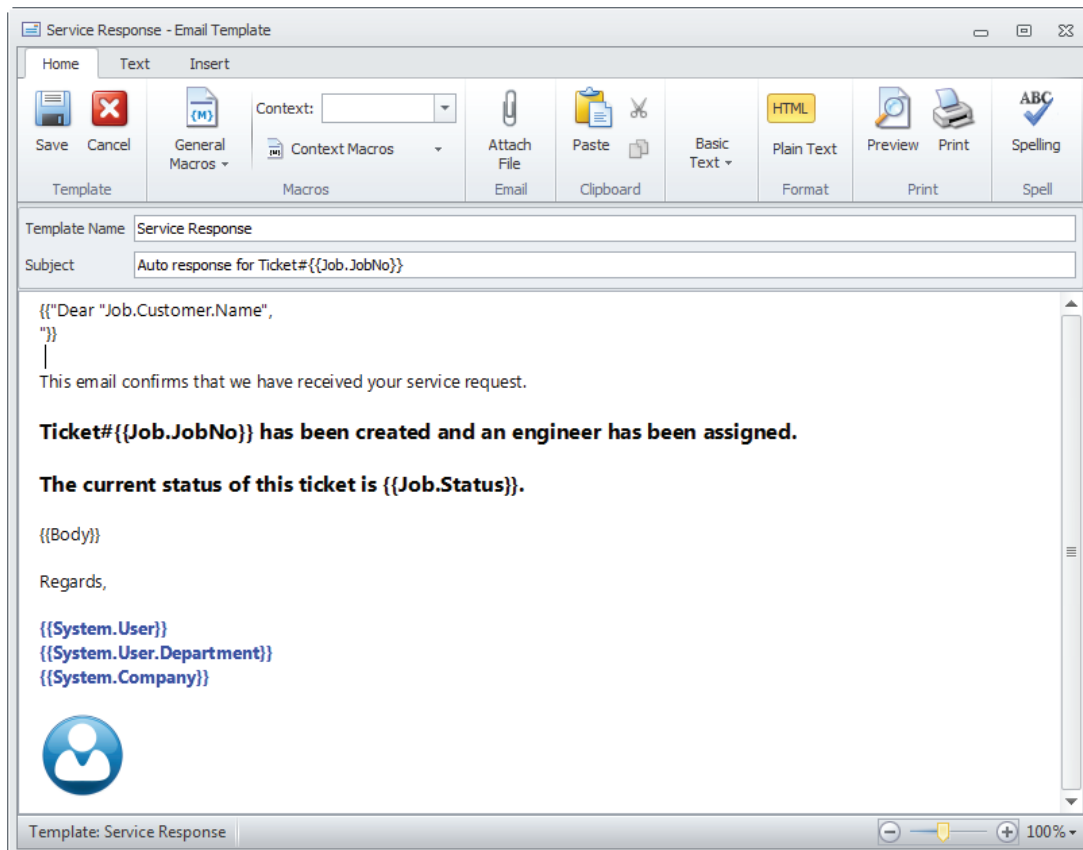 Service Response - Email Template
Home Text Insert
Save Cancel General Macros Context: Context Macros Attach File Paste Basic Text HTML Plain Text Preview Print ABC Spelling
{M}
Template Macros Email Clipboard Format Print Spell
Template Name Service Response
Subject Auto response for Ticket#{{Job.JobNo}}
{{"Dear "Job.Customer.Name",
"}}
This email confirms that we have received your service request.
Ticket#{{Job.JobNo}} has been created and an engineer has been assigned.
The current status of this ticket is {{Job.Status}}.
{{Body}}
Regards,
{{System.User}}
{{System.User.Department}}
{{System.Company}}
Template: Service Response 100%